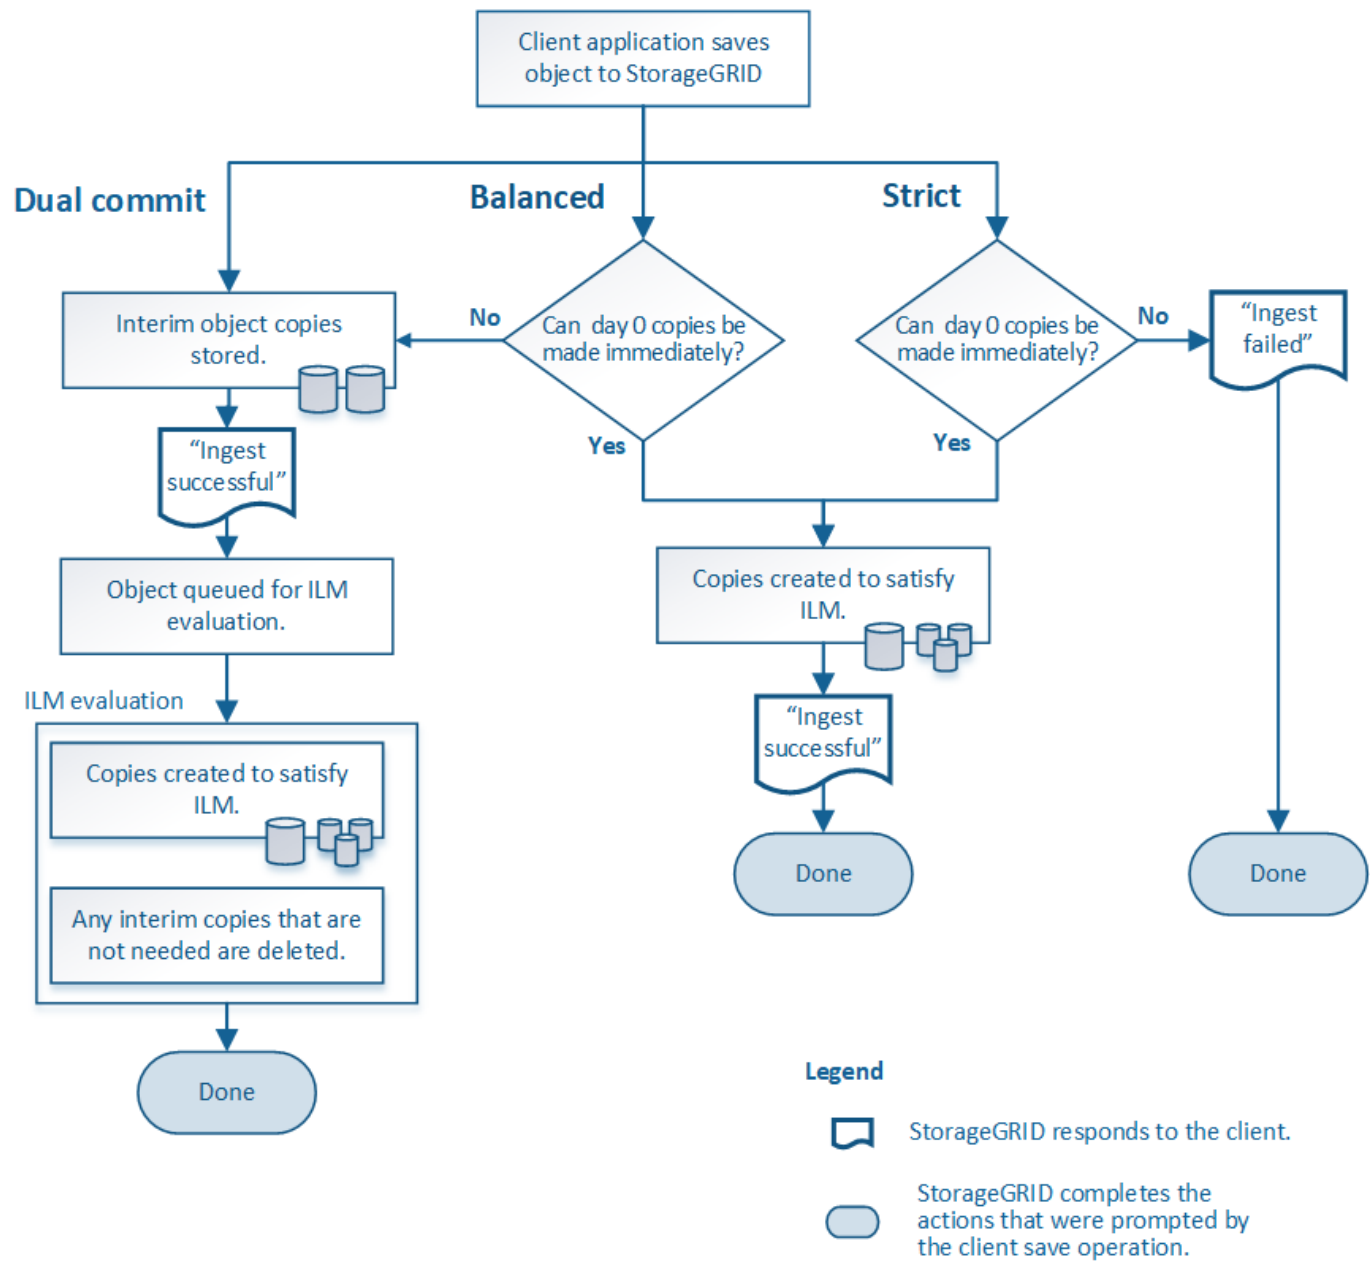 Client application saves
object to StorageGRID
Dual commit
Balanced
Strict
Interim object copies
stored.
No
Can day 0 copies be
made immediately?
Can day 0 copies be
made immediately?
No
“Ingest
failed”
Yes
Yes
“Ingest
successful”
Object queued for ILM
evaluation.
Copies created to satisfy
ILM.
ILM evaluation
“Ingest
successful”
Copies created to satisfy
ILM.
Done
Done
Any interim copies that are
not needed are deleted.
Done
Legend
StorageGRID responds to the client.
StorageGRID completes the
actions that were prompted by
the client save operation.